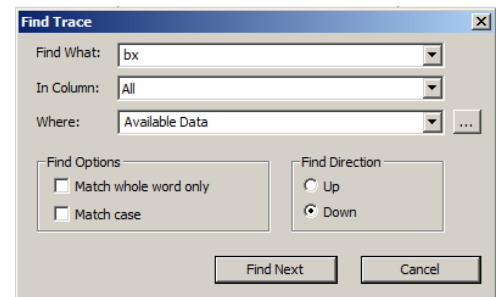 Find Trace
Find What: bx
In Column: All
Where: Available Data ...
Find Options Find Direction
Match whole word only Up
Match case Down
Find Next Cancel